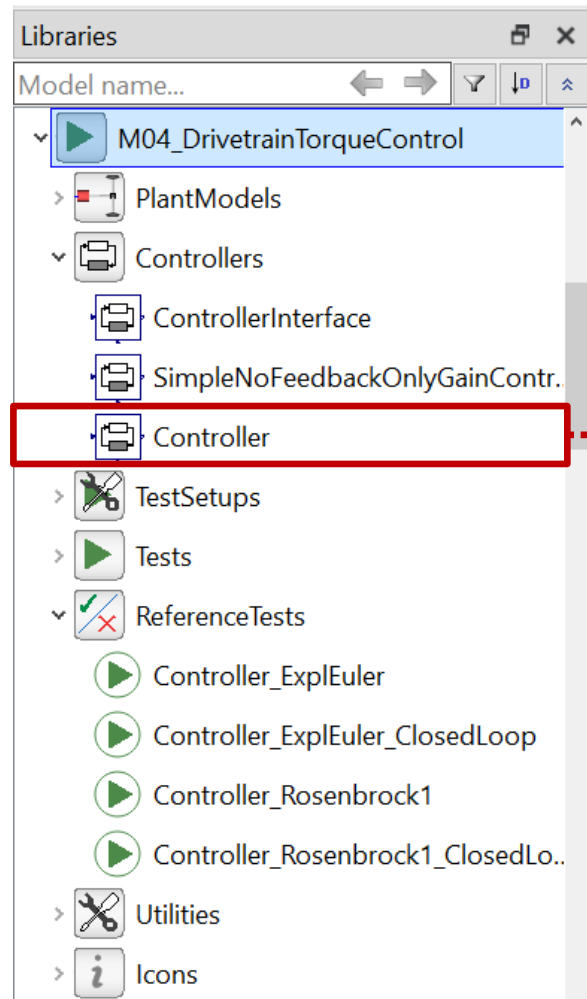 Libraries
Model name...
M04_DrivetrainTorqueControl
PlantModels
Controllers
ControllerInterface
SimpleNoFeedbackOnlyGainContr..
Controller
TestSetups
Tests
ReferenceTests
Controller_ExplEuler
Controller_ExplEuler_ClosedLoop
Controller_Rosenbrock1
Controller_Rosenbrock1_ClosedLo..
Utilities
Icons